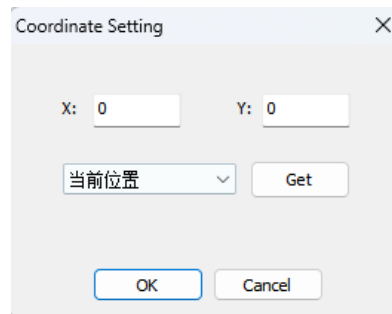 Coordinate Setting
X: 0 Y: 0
当前位置 Get
OK Cancel